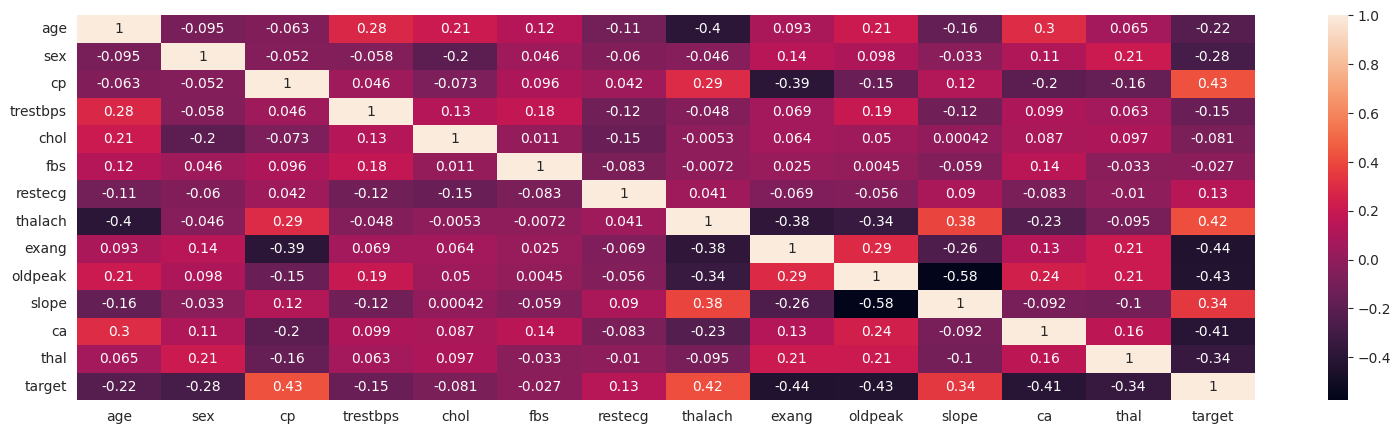 age 1 -0.095 -0.063 0.28 0.21 0.12 -0.11 -0.4 0.093 0.21 -0.16 0.3 0.065 -0.22
sex -0.095 1 -0.052 -0.058 -0.2 0.046 -0.06 -0.046 0.14 0.098 -0.033 0.11 0.21 -0.28
cp -0.063 -0.052 1 0.046 -0.073 0.096 0.042 0.29 -0.39 -0.15 0.12 -0.2 -0.16 0.43
trestbps 0.28 -0.058 0.046 1 0.13 0.18 -0.12 -0.048 0.069 0.19 -0.12 0.099 0.063 -0.15
chol 0.21 -0.2 -0.073 0.13 1 0.011 -0.15 -0.0053 0.064 0.05 0.00042 0.087 0.097 -0.081
fbs 0.12 0.046 0.096 0.18 0.011 1 -0.083 -0.0072 0.025 0.0045 -0.059 0.14 -0.033 -0.027
restecg -0.11 -0.06 0.042 -0.12 -0.15 -0.083 1 0.041 -0.069 -0.056 0.09 -0.083 -0.01 0.13
thalach -0.4 -0.046 0.29 -0.048 -0.0053 -0.0072 0.041 1 -0.38 -0.34 0.38 -0.23 -0.095 0.42
exang 0.093 0.14 -0.39 0.069 0.064 0.025 -0.069 -0.38 1 0.29 -0.26 0.13 0.21 -0.44
oldpeak 0.21 0.098 -0.15 0.19 0.05 0.0045 -0.056 -0.34 0.29 1 -0.58 0.24 0.21 -0.43
slope -0.16 -0.033 0.12 -0.12 0.00042 -0.059 0.09 0.38 -0.26 -0.58 1 -0.092 -0.1 0.34
ca 0.3 0.11 -0.2 0.099 0.087 0.14 -0.083 -0.23 0.13 0.24 -0.092 1 0.16 -0.41
thal 0.065 0.21 -0.16 0.063 0.097 -0.033 -0.01 -0.095 0.21 0.21 -0.1 0.16 1 -0.34
target -0.22 -0.28 0.43 -0.15 -0.081 -0.027 0.13 0.42 -0.44 -0.43 0.34 -0.41 -0.34 1
age sex cp trestbps chol fbs restecg thalach exang oldpeak slope ca thal target
1.0
0.8
0.6
0.4
0.2
0.0
−0.2
−0.4